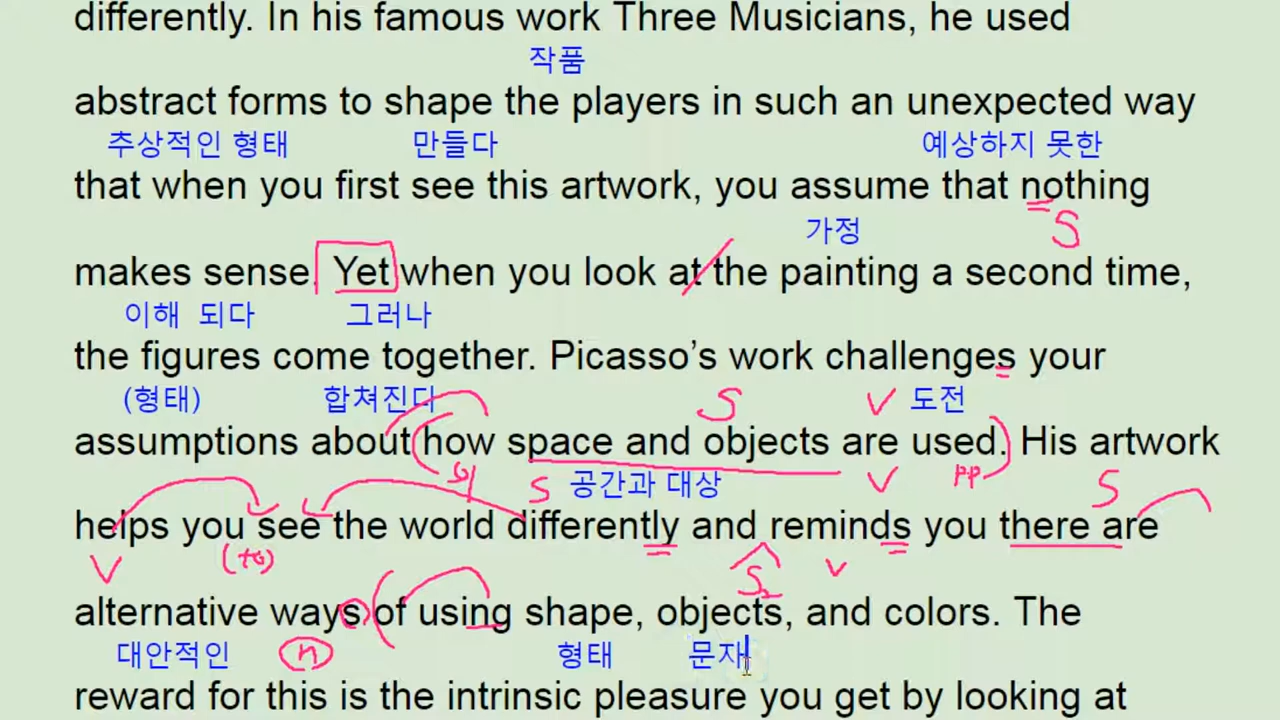 differently. In his famous work Three Musicians, he used
작품
abstract forms to shape the players in such an unexpected way
추상적인 형태 만들다 예상하지 못한
that when you first see this artwork, you assume that nothing
가정 S
makes sense. Yet when you look at the painting a second time,
이해 되다 그러나
the figures come together. Picasso's work challenges your
(형태) 합쳐진다 S V 도전
assumptions about how space and objects are used. His artwork
S 공간과 대상 V pp S
helps you see the world differently and reminds you there are
V (to) S₂ V
alternative ways of using shape, objects, and colors. The
대안적인 n 형태 문자
reward for this is the intrinsic pleasure you get by looking at